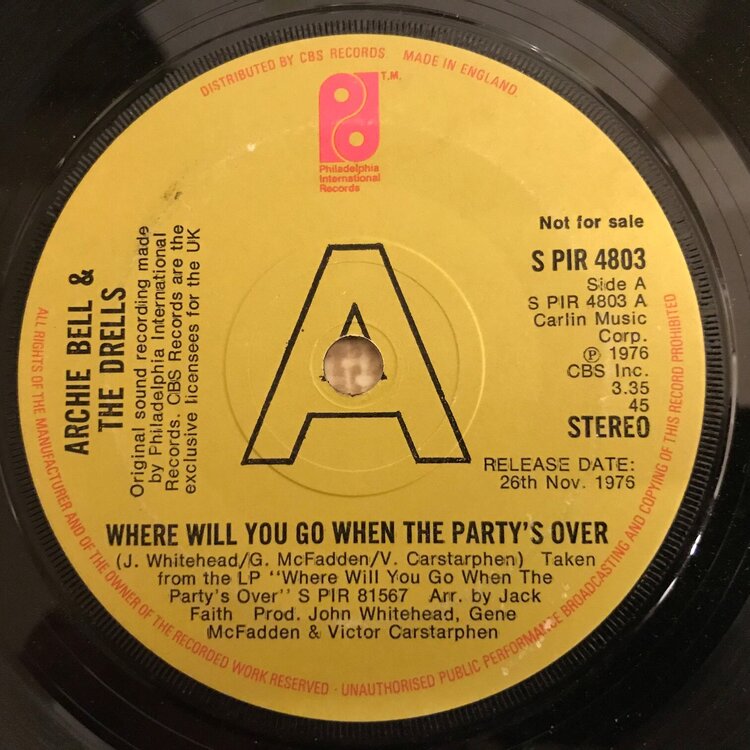 DISTRIBUTED BY CBS RECORDS. MADE IN ENGLAND.
T.M.
Philadelphia
International
Records
Not for sale
S PIR 4803
Side A
S PIR 4803 A
Carlin Music
Corp.
Ⓟ 1976
CBS Inc.
3.35
45
STEREO
RELEASE DATE:
26th Nov. 1976
A
ARCHIE BELL &
THE DRELLS
Original sound recording made
by Philadelphia International
Records. CBS Records are the
exclusive licensees for the UK
WHERE WILL YOU GO WHEN THE PARTY'S OVER
(J. Whitehead/G. McFadden/V. Carstarphen) Taken
from the LP "Where Will You Go When The
Party's Over" S PIR 81567 Arr. by Jack
Faith Prod. John Whitehead, Gene
McFadden & Victor Carstarphen
ALL RIGHTS OF THE MANUFACTURER AND OF THE OWNER OF THE RECORDED WORK RESERVED · UNAUTHORISED PUBLIC PERFORMANCE BROADCASTING AND COPYING OF THIS RECORD PROHIBITED